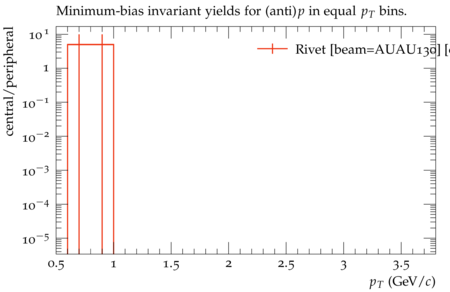 Minimum-bias invariant yields for (anti)p in equal p_T bins.
central/peripheral
10^1
1
10^−1
10^−2
10^−3
10^−4
10^−5
Rivet [beam=AUAU130]
0.5 1 1.5 2 2.5 3 3.5
p_T (GeV/c)